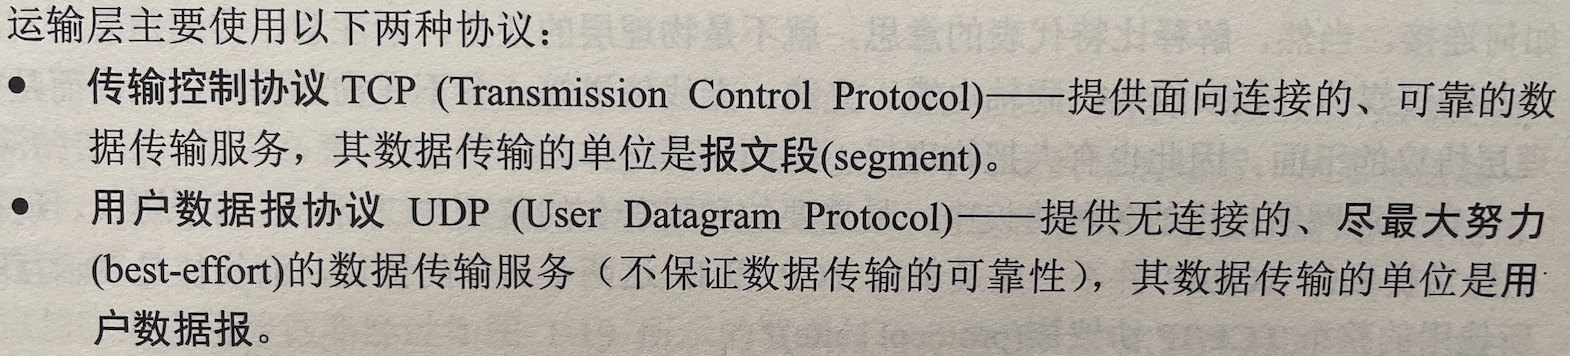 运输层主要使用以下两种协议：
● 传输控制协议 TCP (Transmission Control Protocol)——提供面向连接的、可靠的数
据传输服务，其数据传输的单位是报文段(segment)。
● 用户数据报协议 UDP (User Datagram Protocol)——提供无连接的、尽最大努力
(best-effort)的数据传输服务（不保证数据传输的可靠性），其数据传输的单位是用
户数据报。